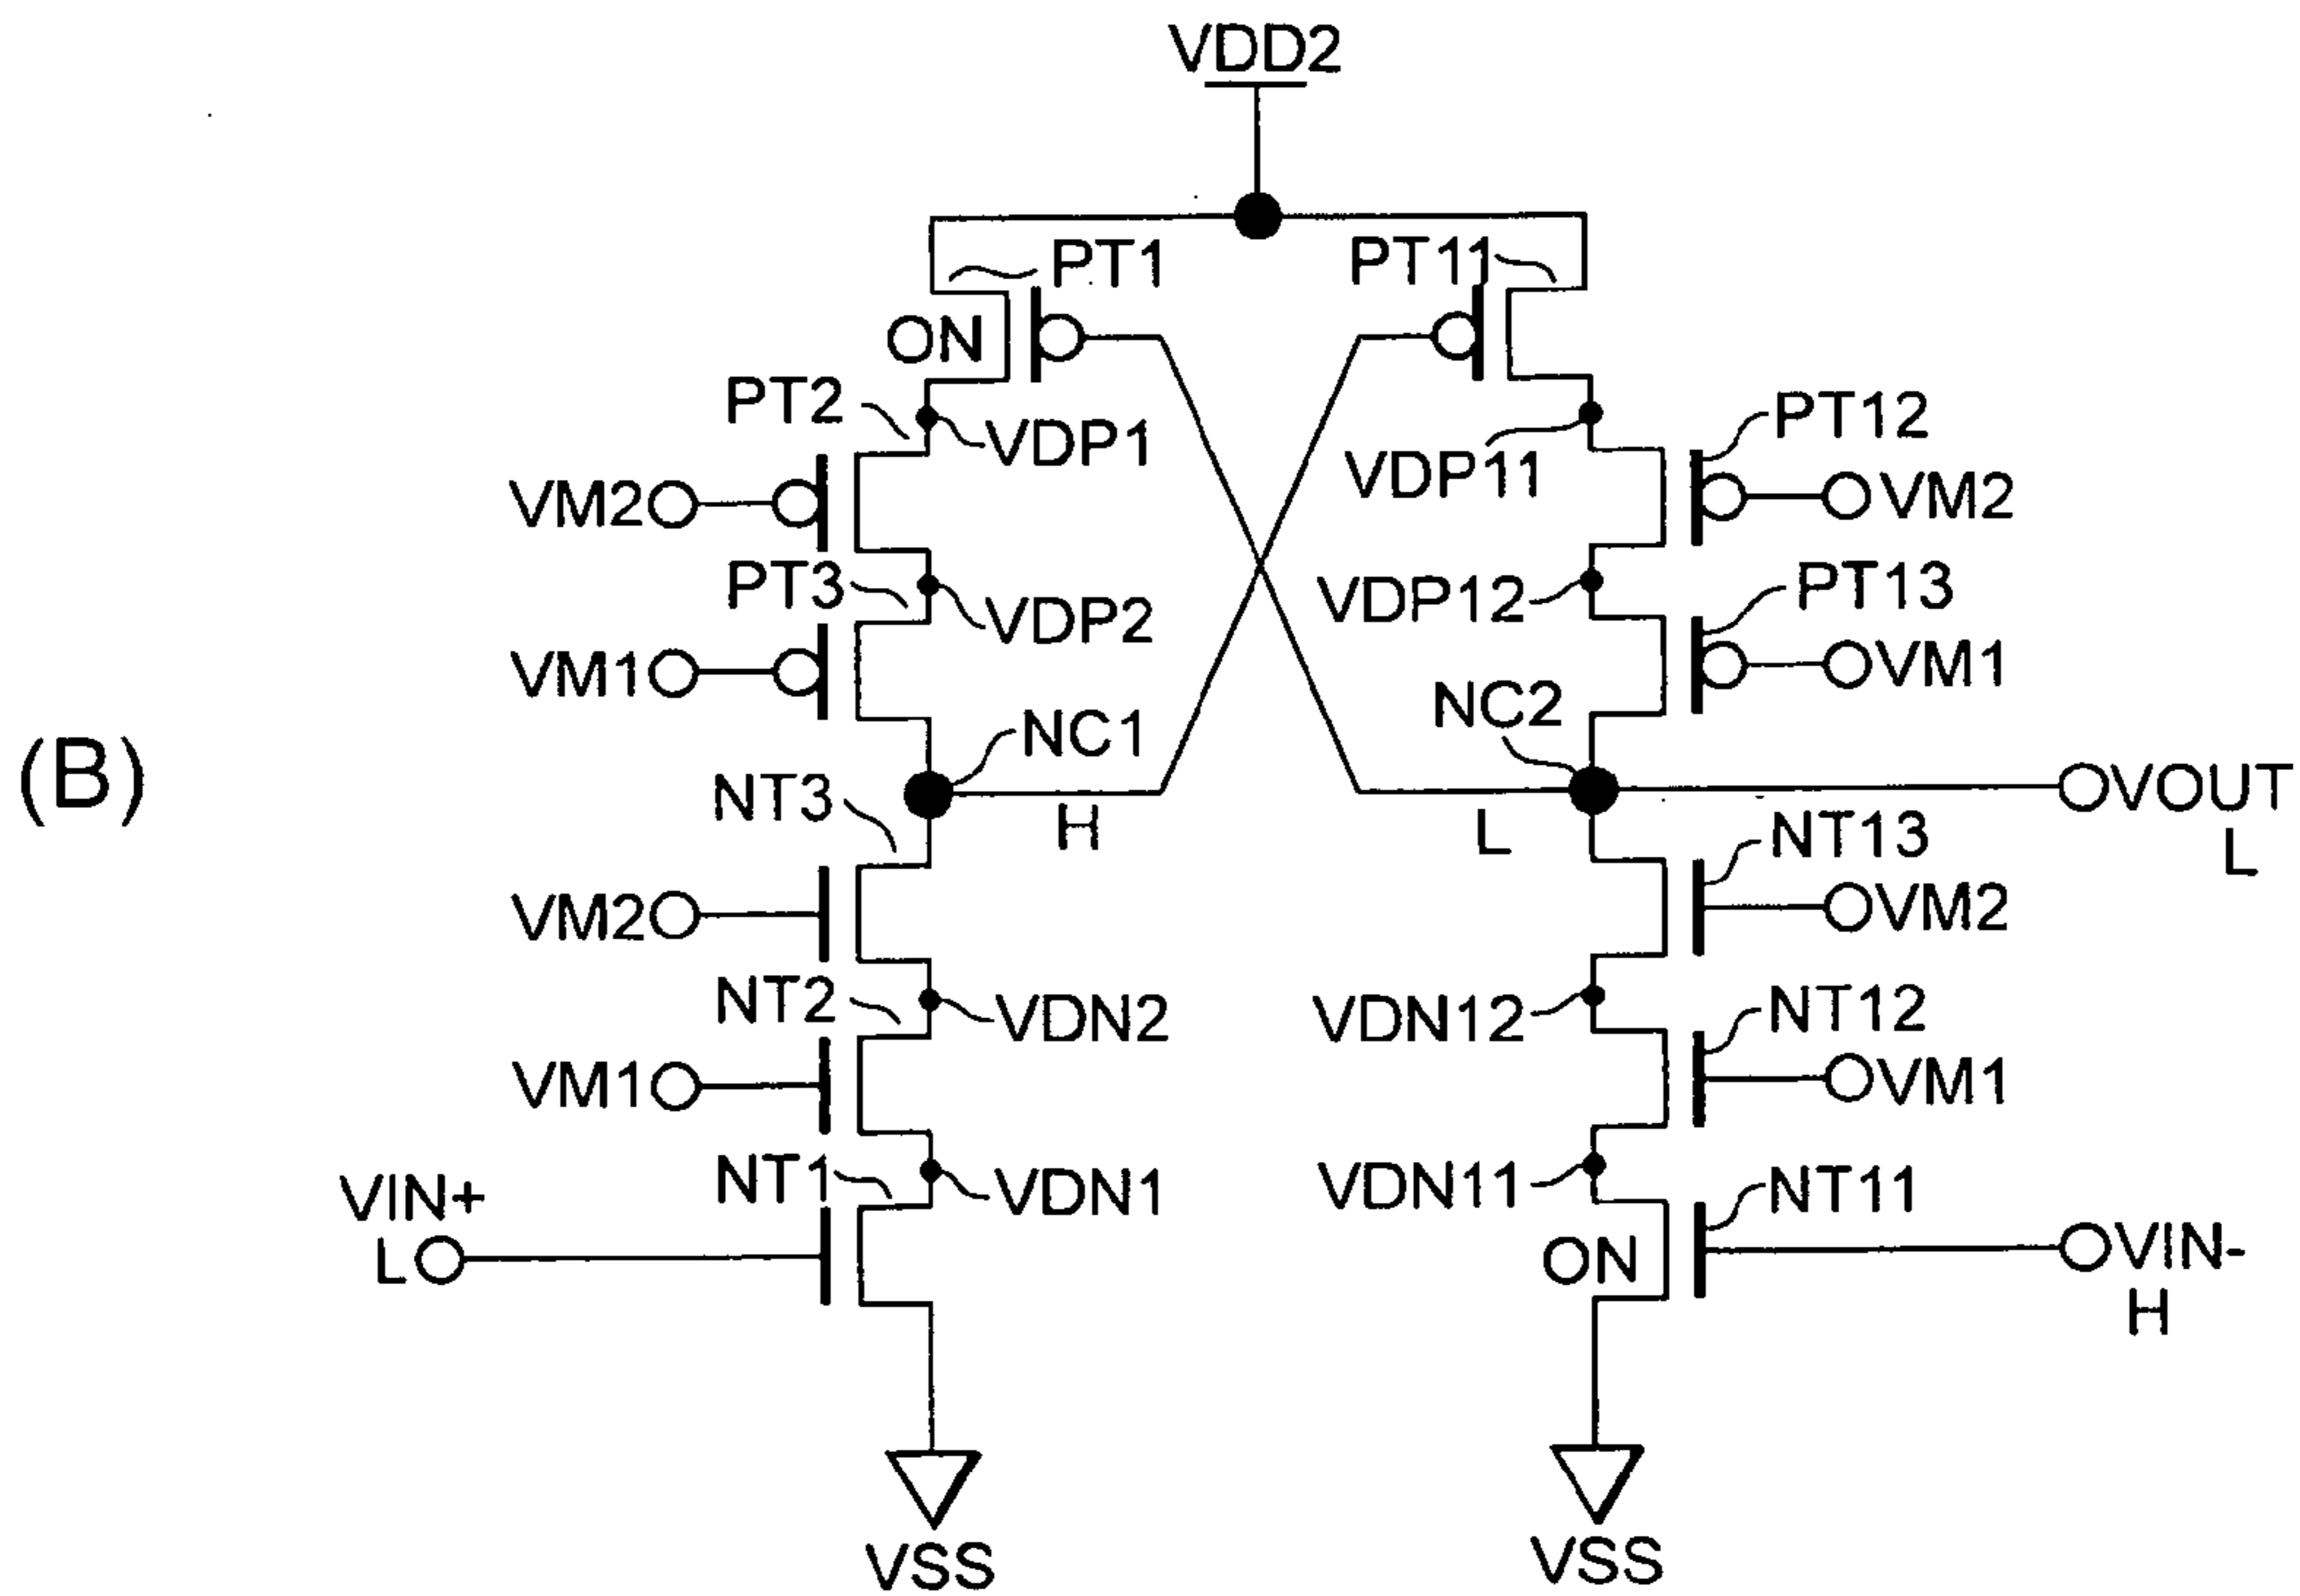 VDD2
PT1 PT11
ON
PT2 VDP1 VDP11 PT12
VM2 VM2
PT3 VDP2 VDP12 PT13
VM1 VM1
NC1 NC2
(B)
NT3 H L VOUT
L
NT13
VM2 VM2
NT2 VDN2 VDN12 NT12
VM1 VM1
NT1 VDN1 VDN11 NT11
VIN+
L ON VIN-
H
VSS VSS